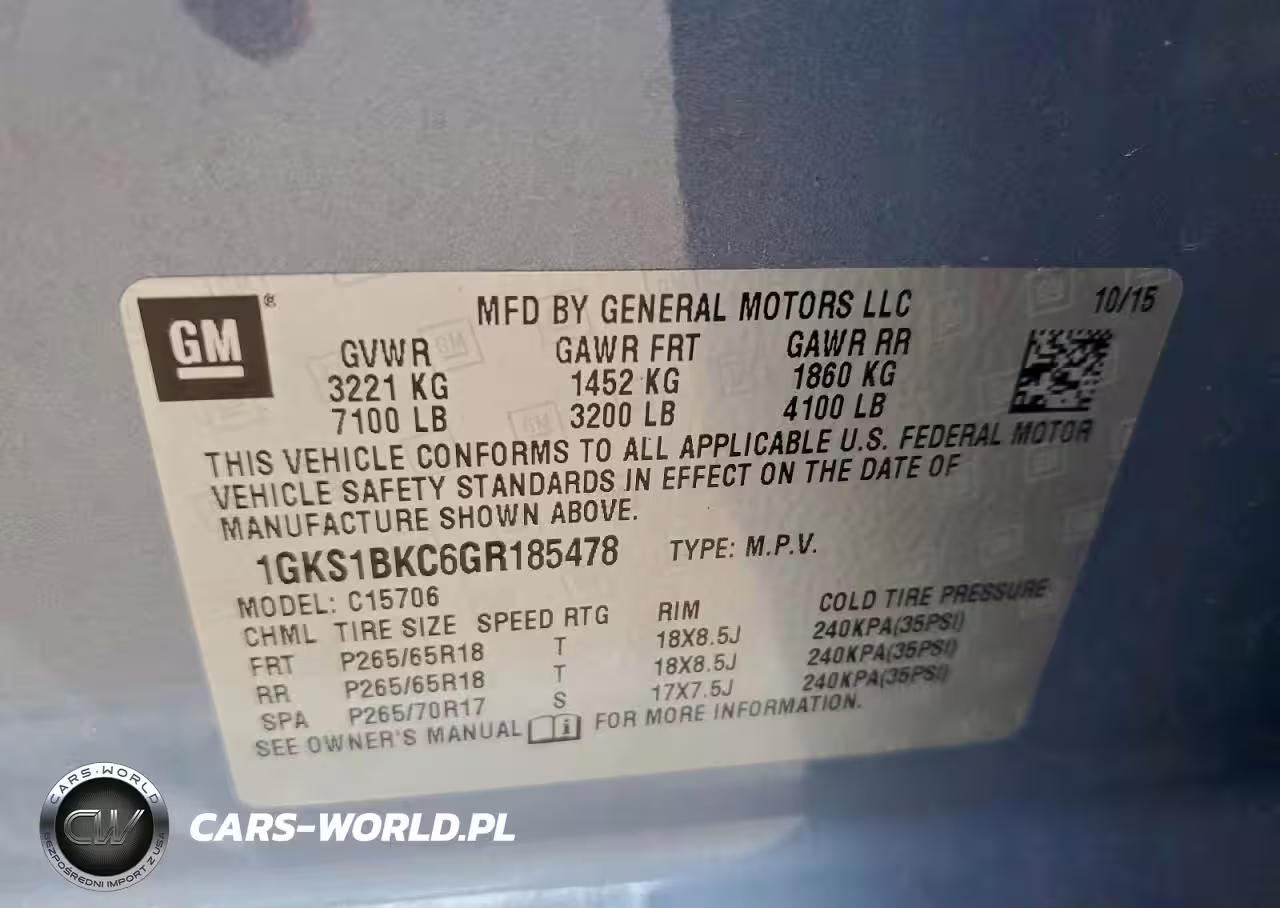 GM ® MFD BY GENERAL MOTORS LLC 10/15
GVWR GAWR FRT GAWR RR
3221 KG 1452 KG 1860 KG
7100 LB 3200 LB 4100 LB
THIS VEHICLE CONFORMS TO ALL APPLICABLE U.S. FEDERAL MOTOR
VEHICLE SAFETY STANDARDS IN EFFECT ON THE DATE OF
MANUFACTURE SHOWN ABOVE.
1GKS1BKC6GR185478 TYPE: M.P.V.
MODEL: C15706
CHML TIRE SIZE SPEED RTG RIM COLD TIRE PRESSURE
FRT P265/65R18 T 18X8.5J 240KPA(35PSI)
RR P265/65R18 T 18X8.5J 240KPA(35PSI)
SPA P265/70R17 S 17X7.5J 240KPA(35PSI)
SEE OWNER'S MANUAL i FOR MORE INFORMATION.
CARS-WORLD
CW
BEZPOŚREDNI IMPORT Z USA
CARS-WORLD.PL